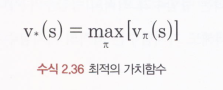 v⁎(s) = max[vπ(s)]
π
수식 2.36 최적의 가치함수